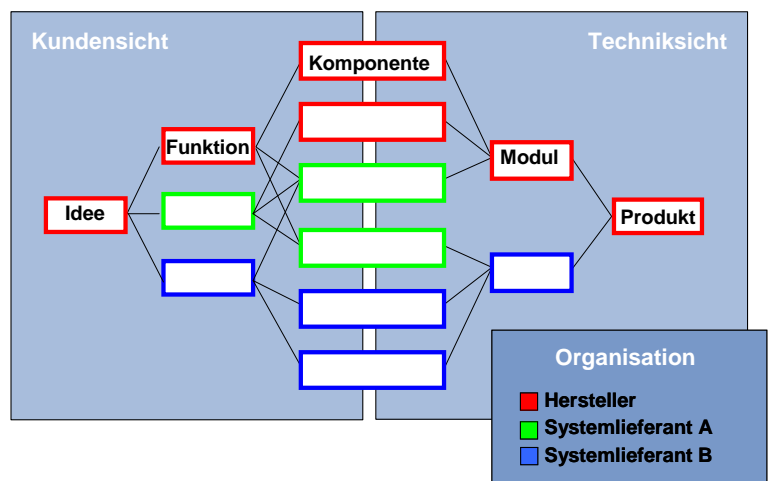 Kundensicht
Techniksicht
Komponente
Funktion
Modul
Idee
Produkt
Organisation
Hersteller
Systemlieferant A
Systemlieferant B